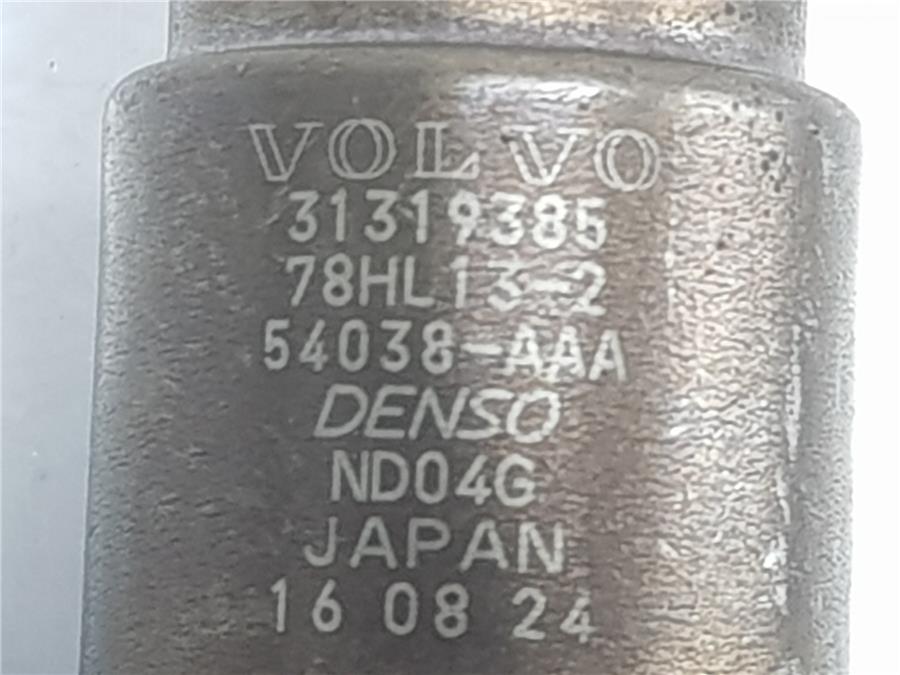 VOLVO
31319385
78HL13-2
54038-AAA
DENSO
ND04G
JAPAN
16 08 24